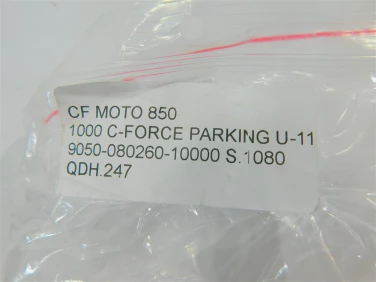 CF MOTO 850
1000 C-FORCE PARKING U-11
9050-080260-10000 S.1080
QDH.247